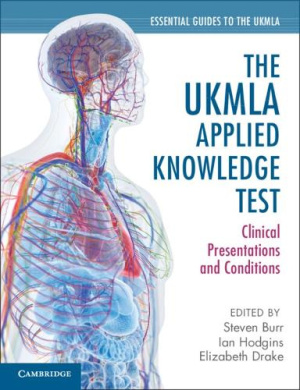 ESSENTIAL GUIDES TO THE UKMLA
THE
UKMLA
APPLIED
KNOWLEDGE
TEST
Clinical
Presentations
and Conditions
EDITED BY
Steven Burr
Ian Hodgins
Elizabeth Drake
CAMBRIDGE